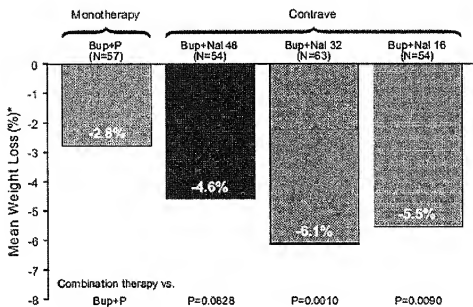 Monotherapy Contrave
Bup+P Bup+Nal 48 Bup+Nal 32 Bup+Nal 16
(N=57) (N=54) (N=63) (N=54)
Mean Weight Loss (%)*
0
-1
-2
-3
-4
-5
-6
-7
-8
-2.8%
-4.6%
-6.1%
-5.5%
Combination therapy vs.
Bup+P P=0.0828 P=0.0010 P=0.0090